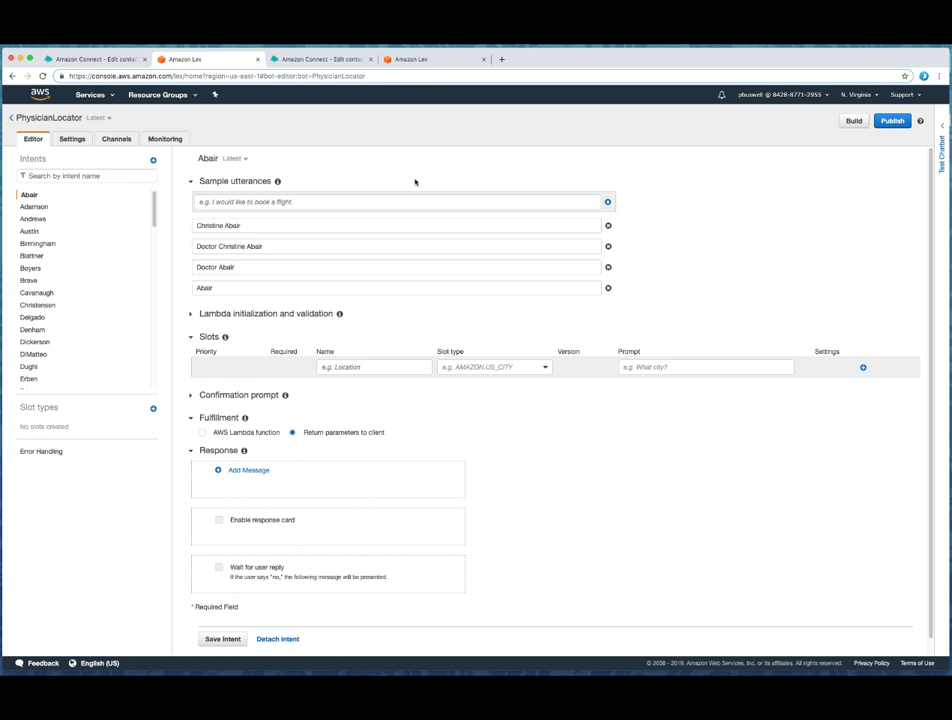 Amazon Connect - Edit contac
Amazon Lex
Amazon Connect - Edit contac
Amazon Lex
https://console.aws.amazon.com/lex/home?region=us-east-1#bot-editor:bot=PhysicianLocator
aws
Services
Resource Groups
pbuswell @ 8428-8771-2955
N. Virginia
Support
PhysicianLocator
Latest
Build
Publish
Editor
Settings
Channels
Monitoring
Test Chatbot
Intents
Search by intent name
Abair
Adamson
Andrews
Austin
Birmingham
Blattner
Boyers
Brave
Cavanaugh
Christensen
Delgado
Denham
Dickerson
DiMatteo
Dughi
Erben
Slot types
No slots created
Error Handling
Abair Latest
Sample utterances
e.g. I would like to book a flight.
Christine Abair
Doctor Christine Abair
Doctor Abair
Abair
Lambda initialization and validation
Slots
Priority Required Name Slot type Version Prompt Settings
e.g. Location e.g. AMAZON.US_CITY e.g. What city?
Confirmation prompt
Fulfillment
AWS Lambda function Return parameters to client
Response
Add Message
Enable response card
Wait for user reply
If the user says "no," the following message will be presented.
* Required Field
Save Intent Detach intent
Feedback English (US)
© 2008 - 2019, Amazon Web Services, Inc. or its affiliates. All rights reserved. Privacy Policy Terms of Use